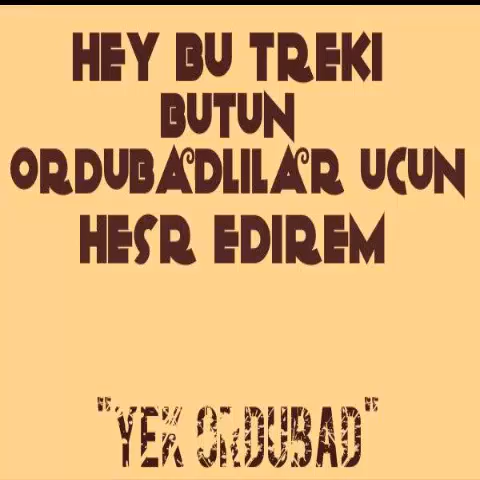 HEY BU TREKI
BUTUN
ORDUBADLILAR UCUN
HESR EDIREM
"YEK ORDUBAD"